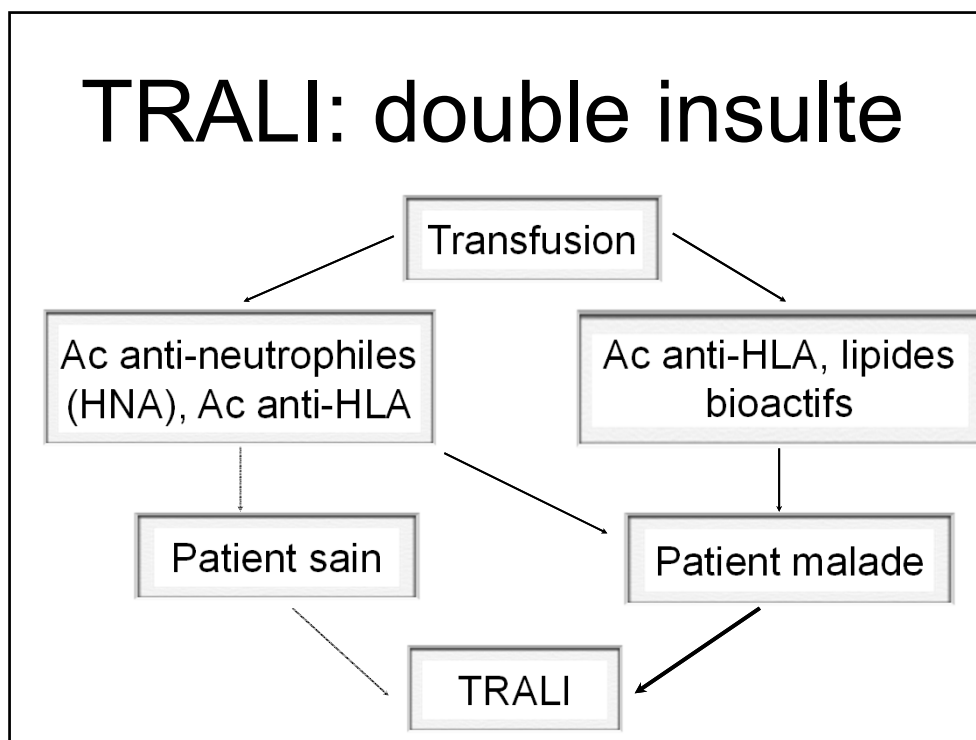 TRALI: double insulte
Transfusion
Ac anti-neutrophiles
(HNA), Ac anti-HLA
Ac anti-HLA, lipides
bioactifs
Patient sain
Patient malade
TRALI